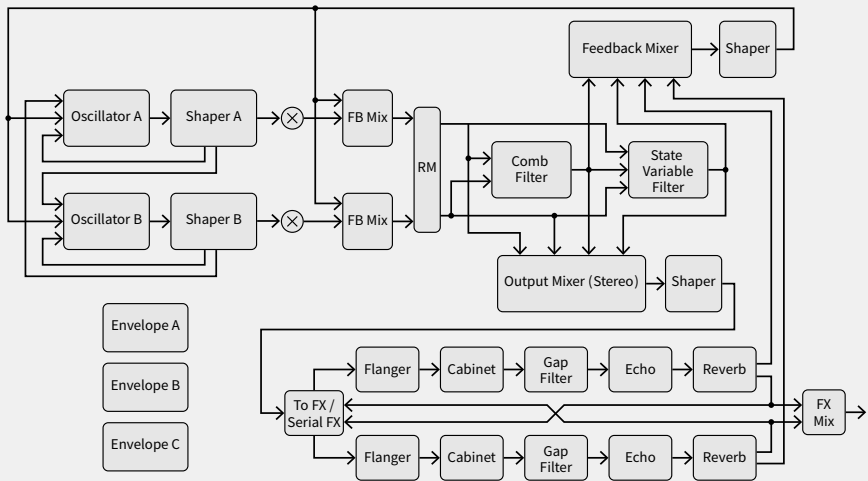 Feedback Mixer
Shaper
Oscillator A
Shaper A
FB Mix
RM
Comb
Filter
State
Variable
Filter
Oscillator B
Shaper B
FB Mix
Output Mixer (Stereo)
Shaper
Envelope A
Envelope B
Envelope C
To FX /
Serial FX
Flanger
Cabinet
Gap
Filter
Echo
Reverb
FX
Mix
Flanger
Cabinet
Gap
Filter
Echo
Reverb